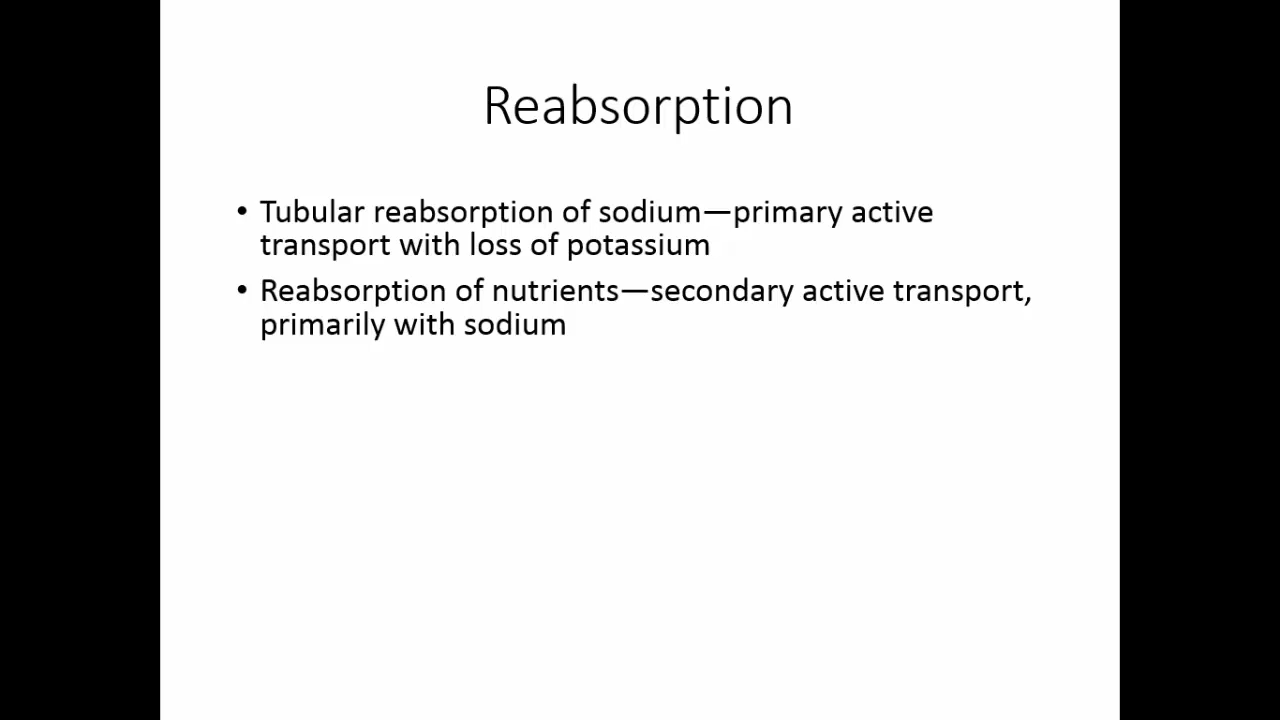 Reabsorption
• Tubular reabsorption of sodium—primary active
transport with loss of potassium
• Reabsorption of nutrients—secondary active transport,
primarily with sodium